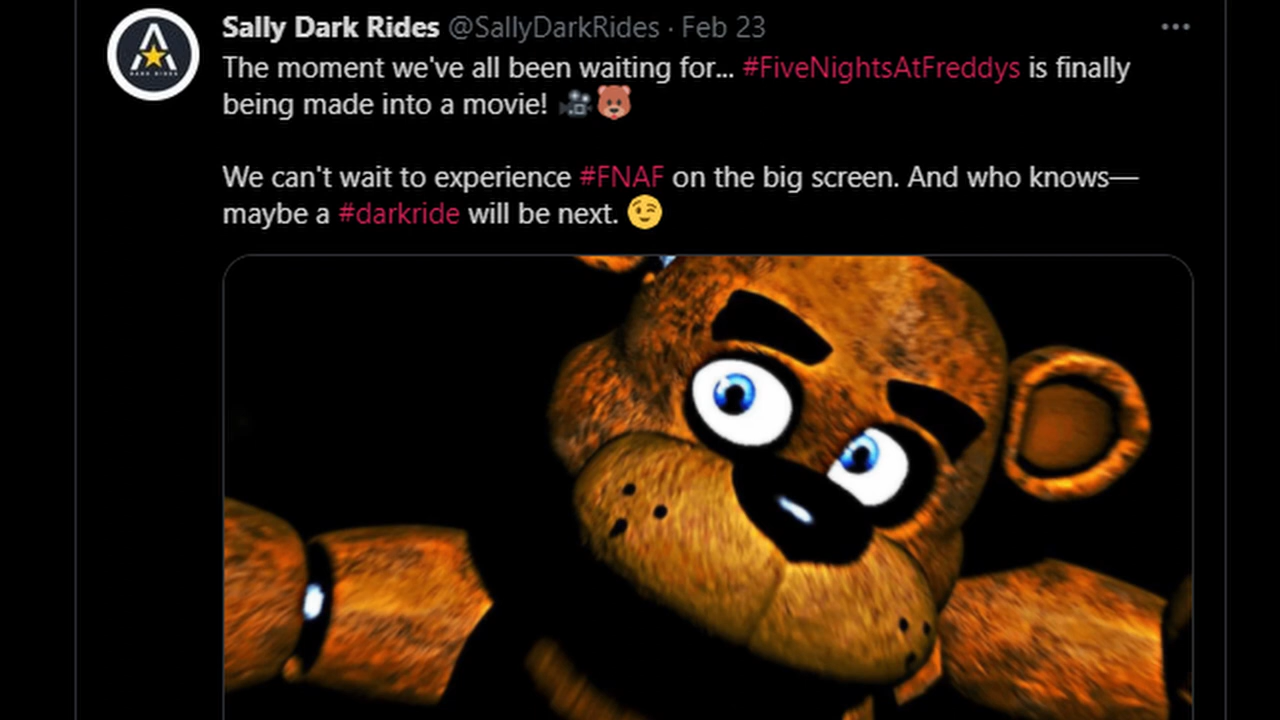 Sally Dark Rides @SallyDarkRides · Feb 23
The moment we've all been waiting for... #FiveNightsAtFreddys is finally
being made into a movie! 🎥🐻
We can't wait to experience #FNAF on the big screen. And who knows—
maybe a #darkride will be next. 😉
DARK RIDES